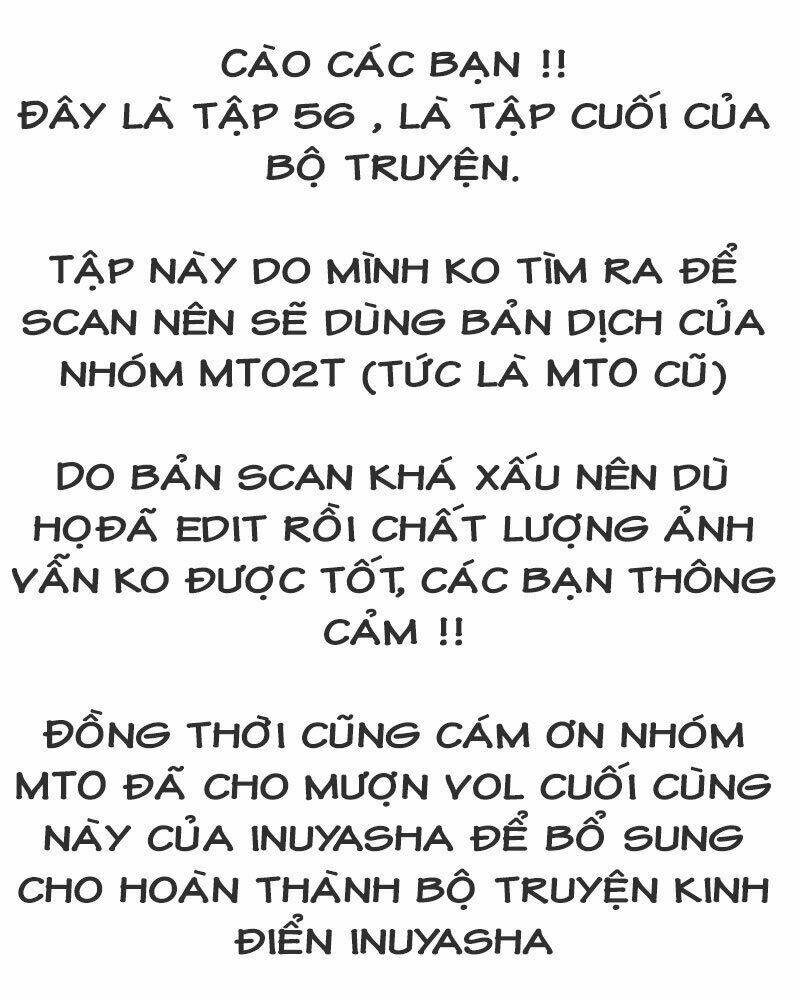 CÀO CÁC BẠN !!
ĐÂY LÀ TẬP 56 , LÀ TẬP CUỐI CỦA
BỘ TRUYỆN.
TẬP NÀY DO MÌNH KO TÌM RA ĐỂ
SCAN NÊN SẼ DÙNG BẢN DỊCH CỦA
NHÓM MTO2T (TỨC LÀ MTO CŨ)
DO BẢN SCAN KHÁ XẤU NÊN DÙ
HỌĐÃ EDIT RỒI CHẤT LƯỢNG ẢNH
VẪN KO ĐƯỢC TỐT, CÁC BẠN THÔNG
CẢM !!
ĐỒNG THỜI CŨNG CÁM ƠN NHÓM
MTO ĐÃ CHO MƯỢN VOL CUỐI CÙNG
NÀY CỦA INUYASHA ĐỂ BỔ SUNG
CHO HOÀN THÀNH BỘ TRUYỆN KINH
ĐIỂN INUYASHA